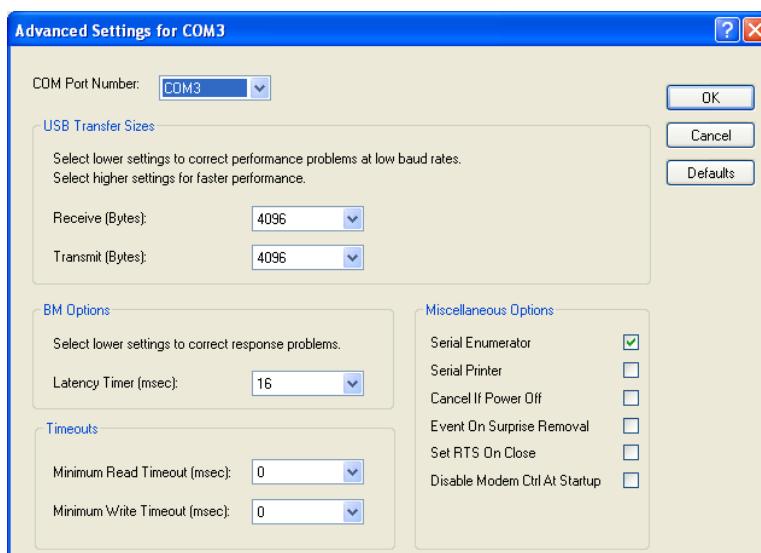 Advanced Settings for COM3
COM Port Number: COM3
OK
USB Transfer Sizes
Cancel
Select lower settings to correct performance problems at low baud rates.
Select higher settings for faster performance.
Defaults
Receive (Bytes): 4096
Transmit (Bytes): 4096
BM Options
Select lower settings to correct response problems.
Latency Timer (msec): 16
Timeouts
Minimum Read Timeout (msec): 0
Minimum Write Timeout (msec): 0
Miscellaneous Options
Serial Enumerator
Serial Printer
Cancel If Power Off
Event On Surprise Removal
Set RTS On Close
Disable Modem Ctrl At Startup